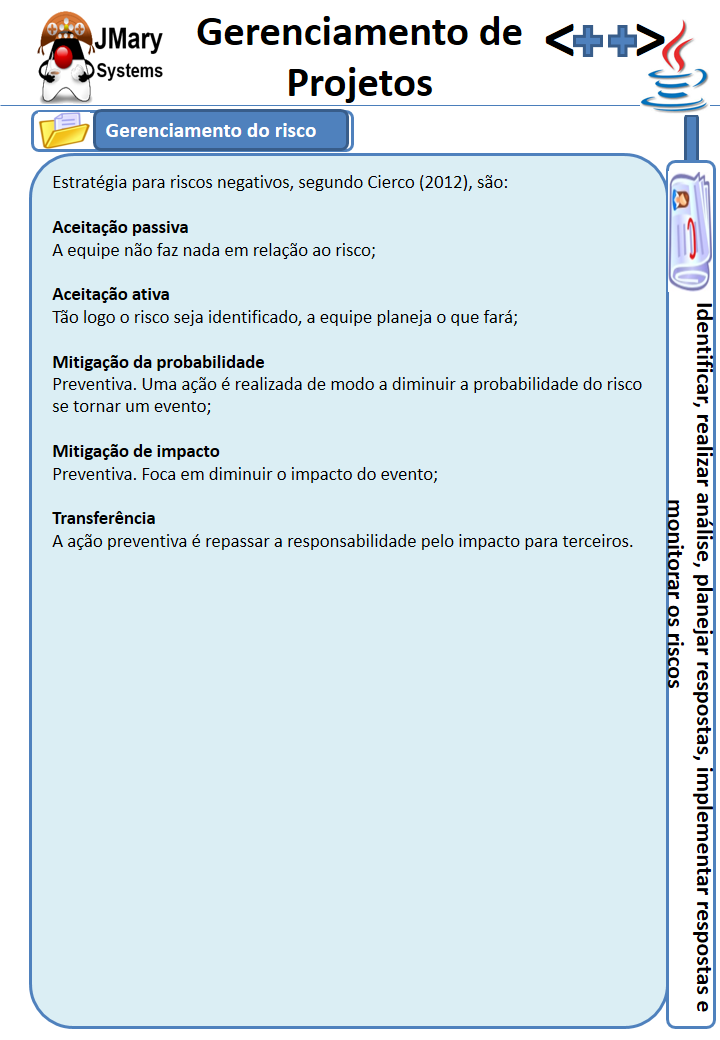 JMary
Systems
Gerenciamento de
Projetos
<++>
Gerenciamento do risco
Estratégia para riscos negativos, segundo Cierco (2012), são:
Aceitação passiva
A equipe não faz nada em relação ao risco;
Aceitação ativa
Tão logo o risco seja identificado, a equipe planeja o que fará;
Mitigação da probabilidade
Preventiva. Uma ação é realizada de modo a diminuir a probabilidade do risco
se tornar um evento;
Mitigação de impacto
Preventiva. Foca em diminuir o impacto do evento;
Transferência
A ação preventiva é repassar a responsabilidade pelo impacto para terceiros.
Identificar, realizar análise, planejar respostas, implementar respostas e
monitorar os riscos